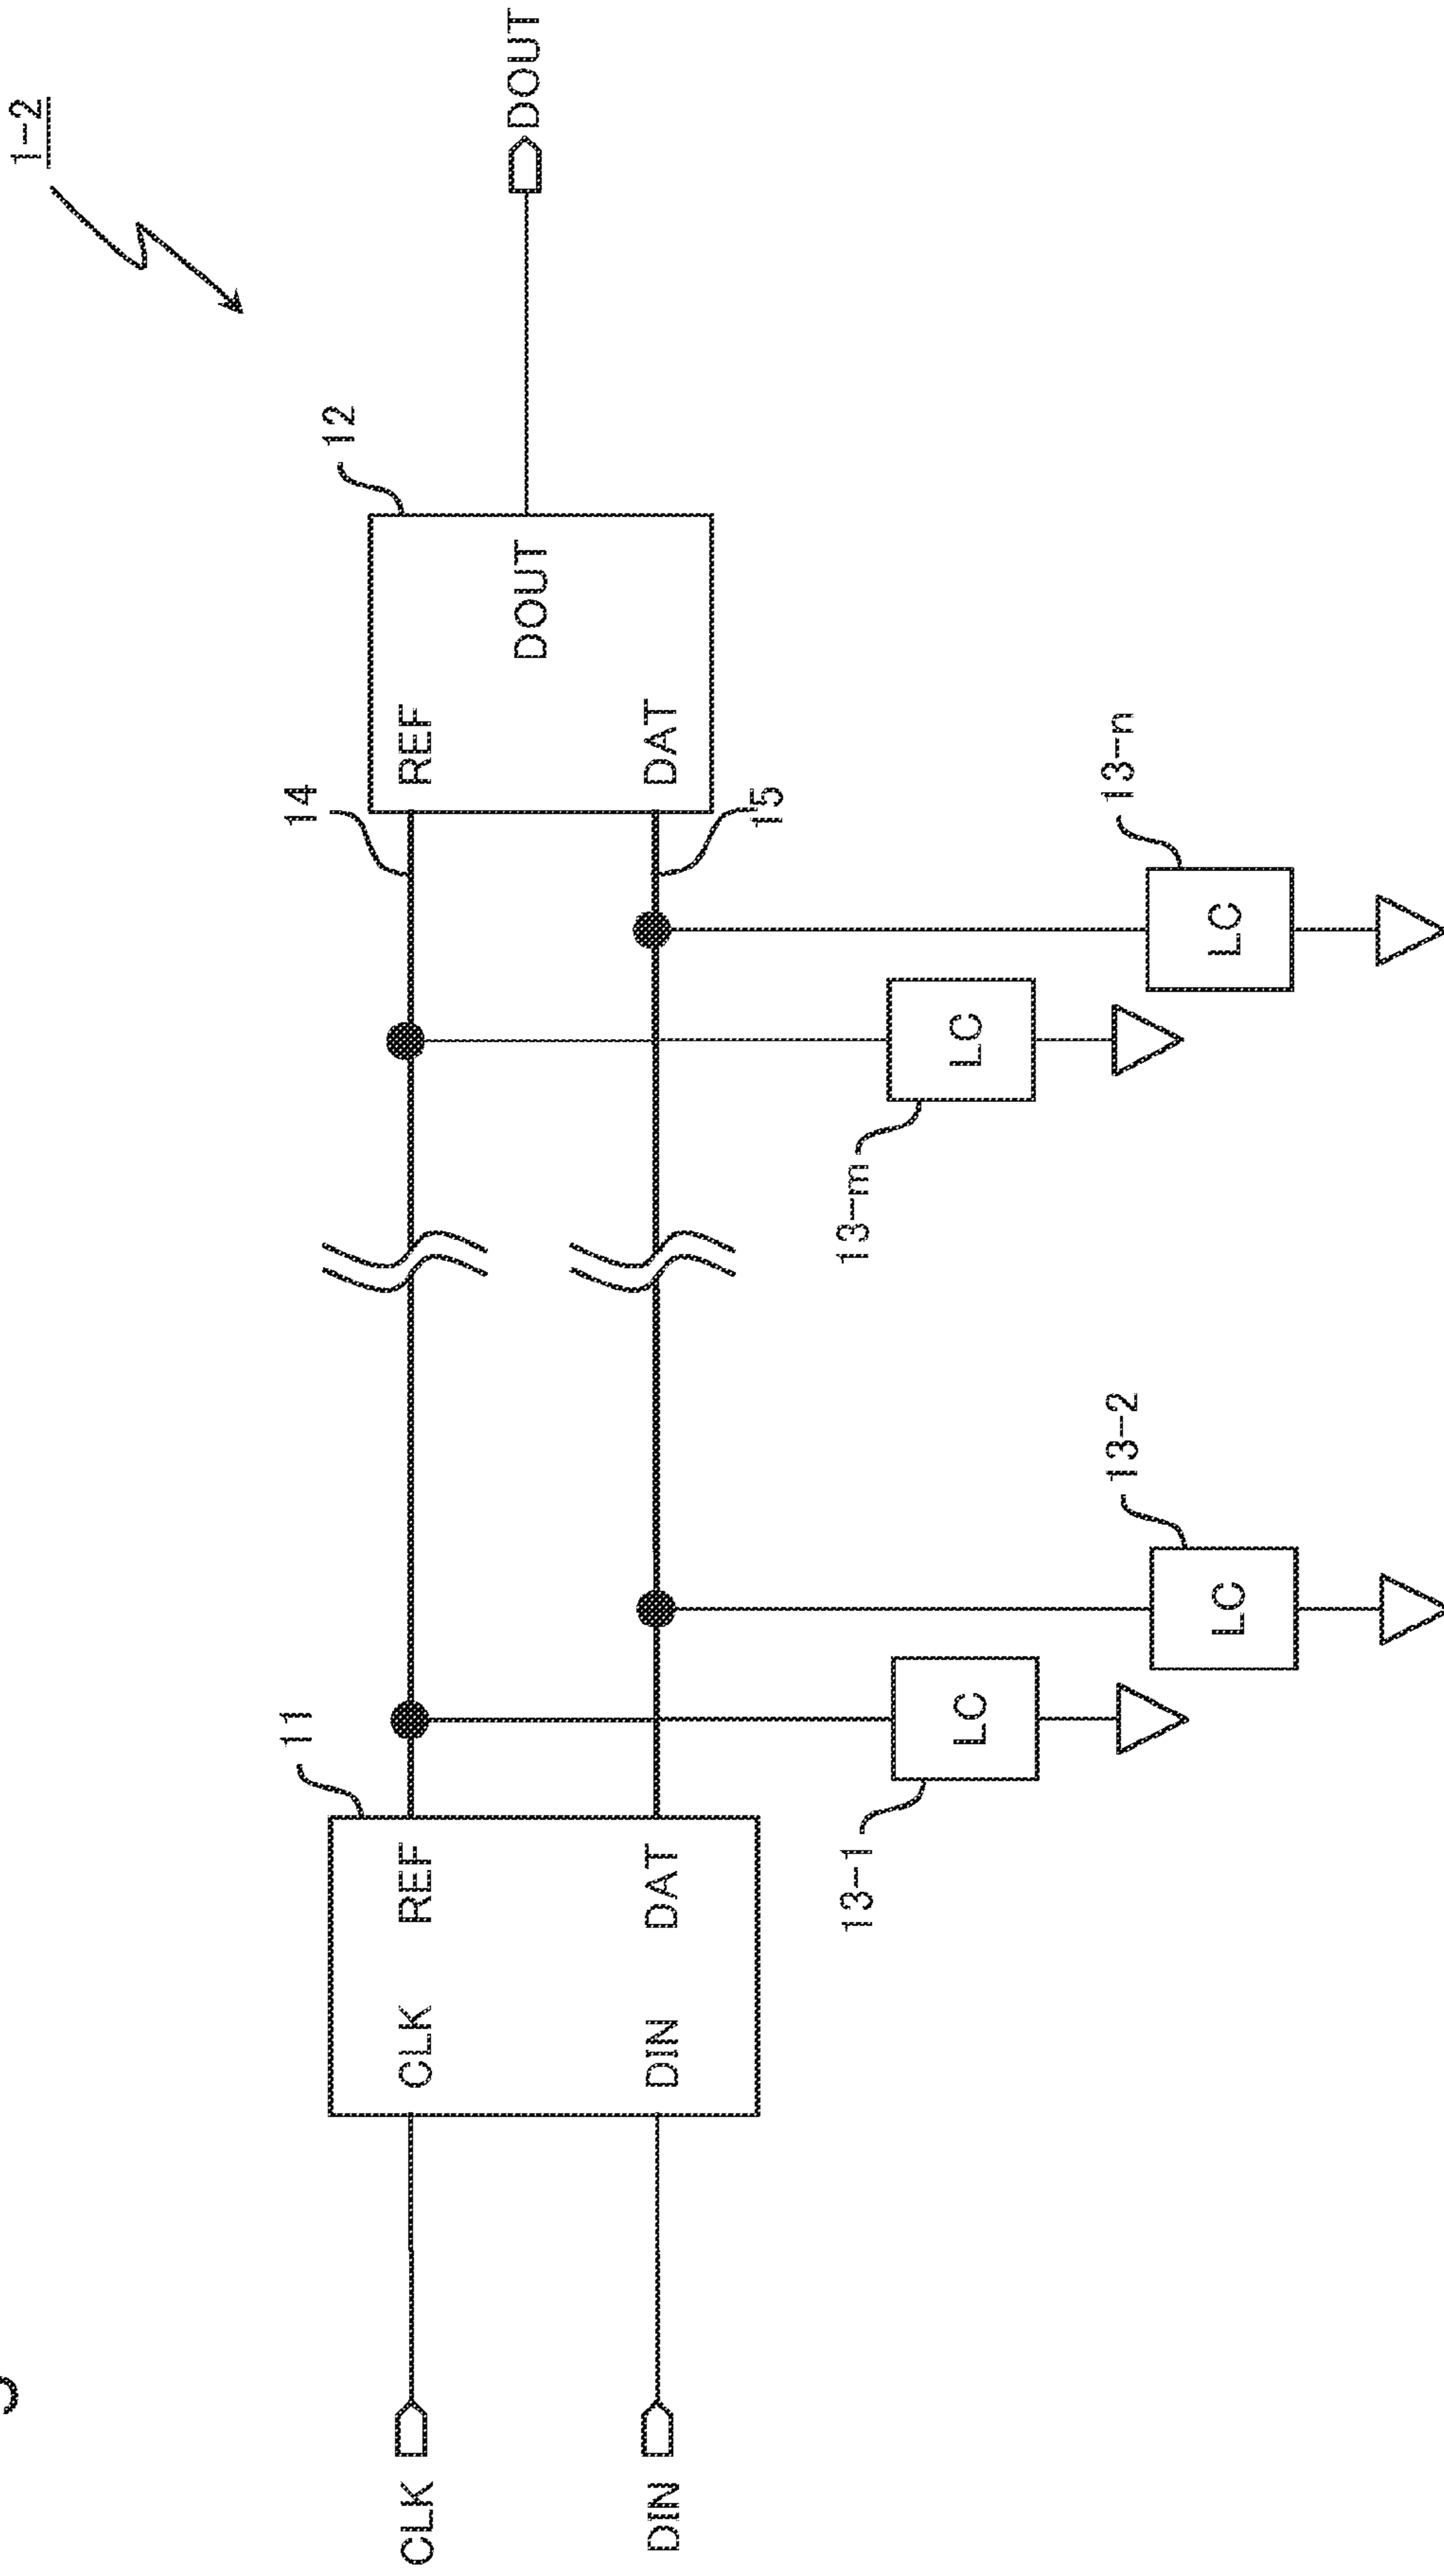 1-2
CLK
DIN
11
CLK
REF
DIN
DAT
14
15
12
REF
DAT
DOUT
DOUT
13-1
LC
13-2
LC
13-m
LC
13-n
LC